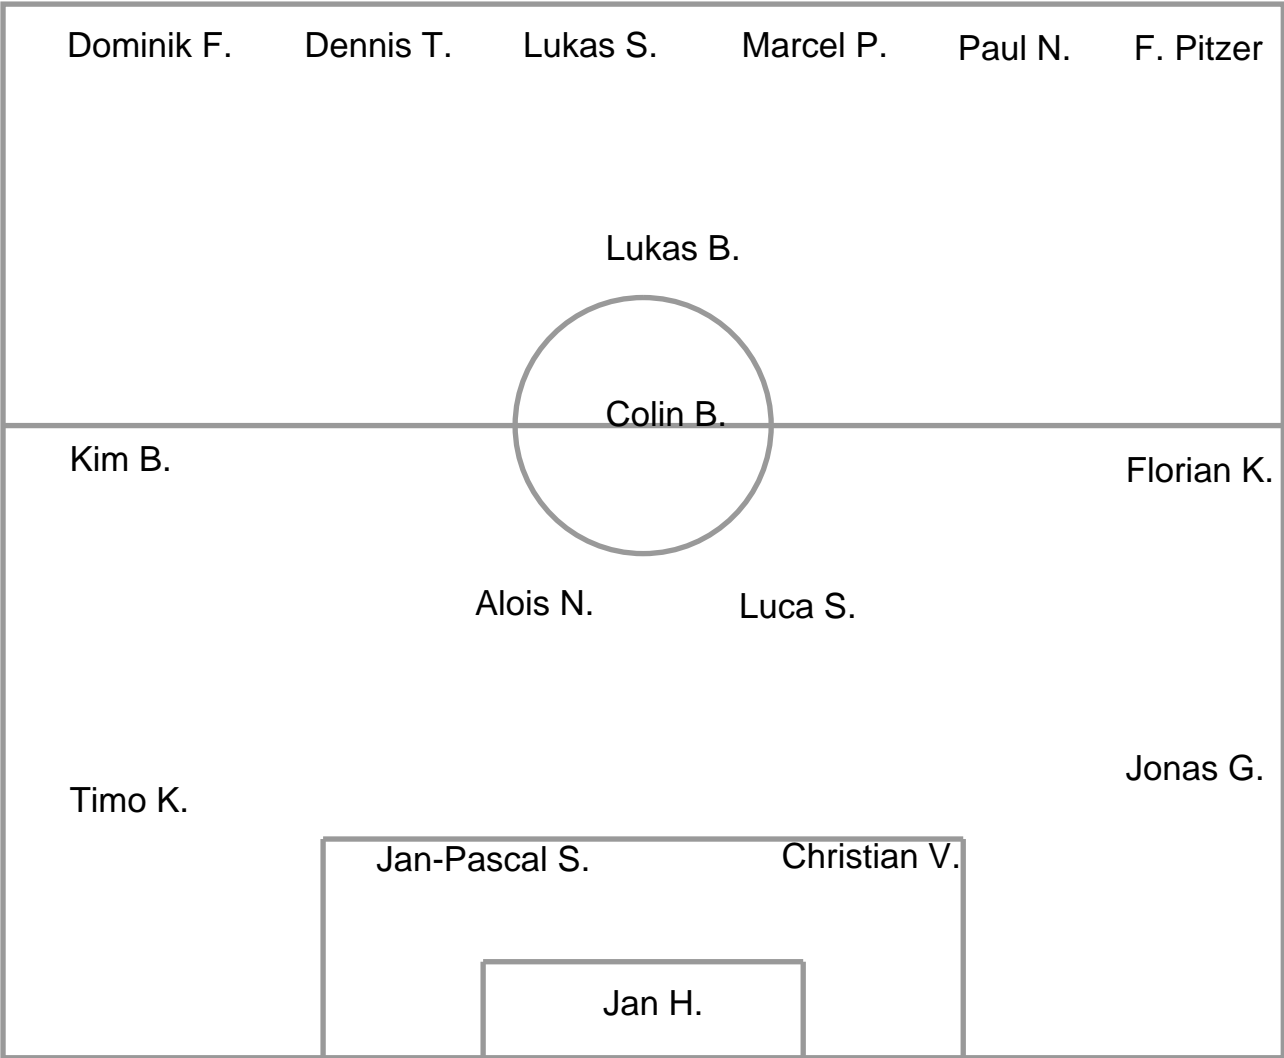 Dominik F. Dennis T. Lukas S. Marcel P. Paul N. F. Pitzer
Lukas B.
Colin B.
Kim B. Florian K.
Alois N. Luca S.
Jonas G.
Timo K.
Jan-Pascal S. Christian V.
Jan H.